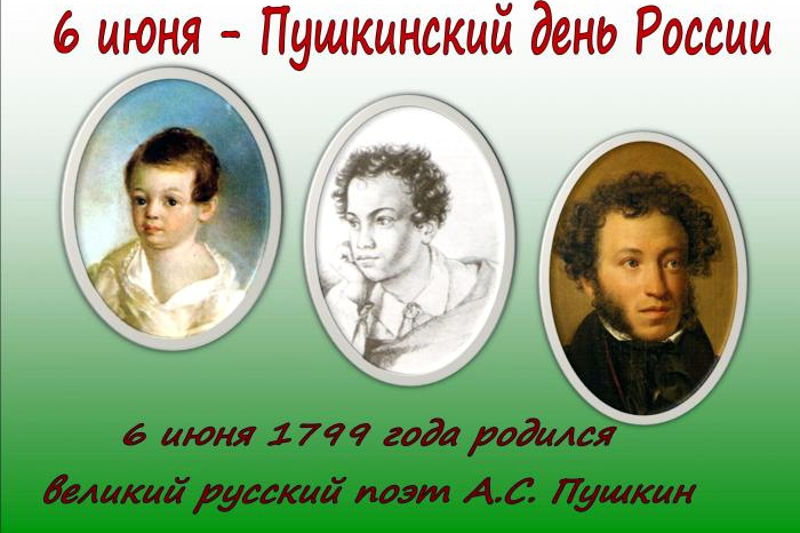 6 июня - Пушкинский день России
6 июня 1799 года родился
великий русский поэт А.С. Пушкин